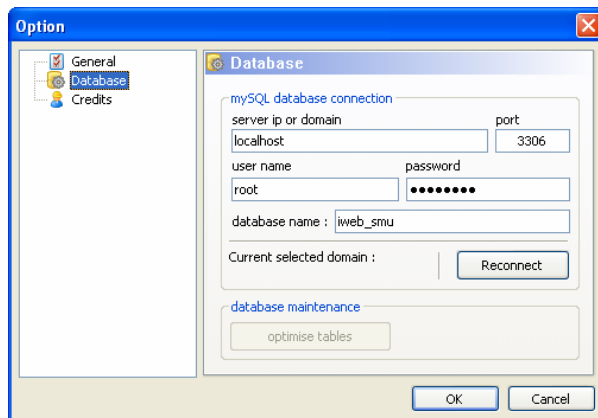 Option
General
Database
Credits
Database
mySQL database connection
server ip or domain port
localhost 3306
user name password
root ●●●●●●●●
database name : iweb_smu
Current selected domain :
Reconnect
database maintenance
optimise tables
OK Cancel